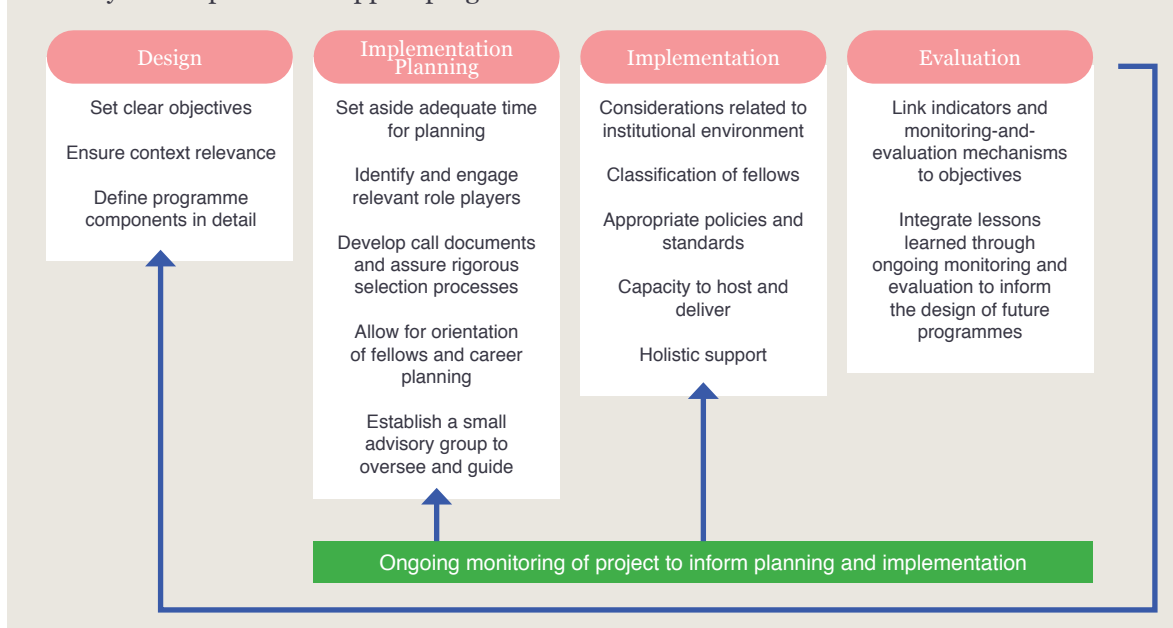 Design
Set clear objectives
Ensure context relevance
Define programme
components in detail
Implementation
Planning
Set aside adequate time
for planning
Identify and engage
relevant role players
Develop call documents
and assure rigorous
selection processes
Allow for orientation
of fellows and career
planning
Establish a small
advisory group to
oversee and guide
Implementation
Considerations related to
institutional environment
Classification of fellows
Appropriate policies and
standards
Capacity to host and
deliver
Holistic support
Evaluation
Link indicators and
monitoring-and-
evaluation mechanisms
to objectives
Integrate lessons
learned through
ongoing monitoring and
evaluation to inform
the design of future
programmes
Ongoing monitoring of project to inform planning and implementation